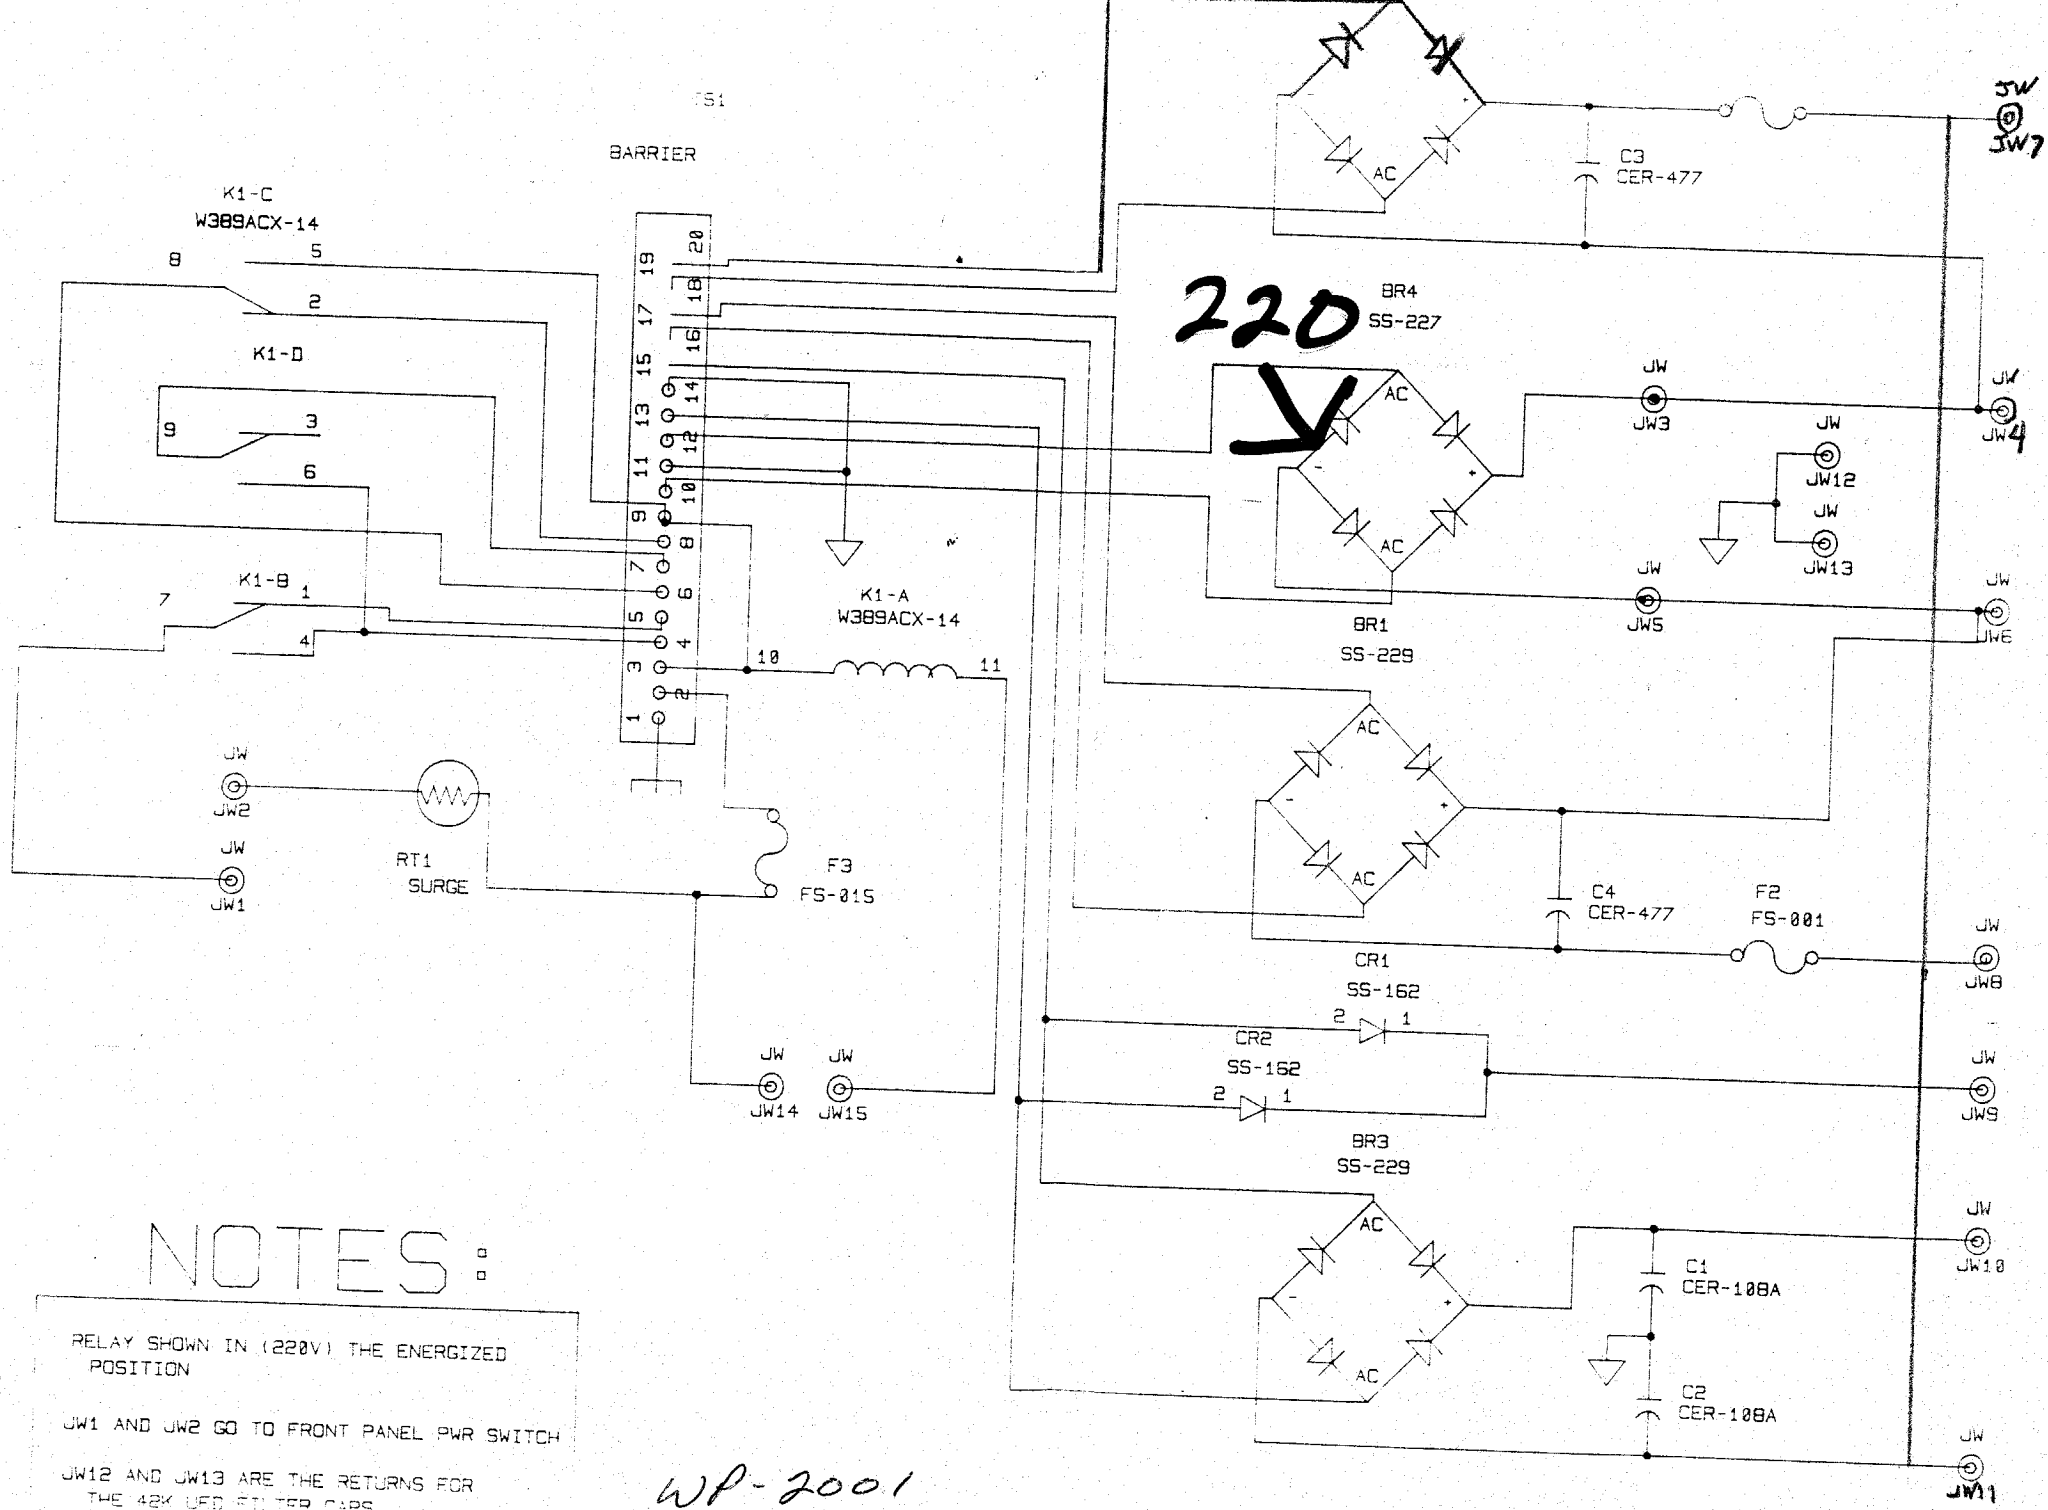 TS1
BARRIER
K1-C
W389ACX-14
8
5
2
K1-D
9
3
6
K1-B
7
1
4
20
19
18
17
16
15
14
13
12
11
10
9
8
7
6
5
4
3
2
1
K1-A
W389ACX-14
10
11
JW
JW2
JW
JW1
RT1
SURGE
F3
FS-015
JW
JW14
JW
JW15
-
+
AC
C3
CER-477
JW
JW7
220
BR4
SS-227
AC
-
+
AC
BR1
SS-229
JW
JW3
JW
JW4
JW
JW12
JW
JW13
JW
JW5
JW
JW6
AC
-
+
AC
C4
CER-477
F2
FS-001
JW
JW8
CR1
SS-162
2
1
CR2
SS-162
2
1
JW
JW9
BR3
SS-229
AC
-
+
AC
JW
JW10
C1
CER-108A
C2
CER-108A
JW
JW11
NOTES:
RELAY SHOWN IN (220V) THE ENERGIZED
POSITION
JW1 AND JW2 GO TO FRONT PANEL PWR SWITCH
JW12 AND JW13 ARE THE RETURNS FOR
THE 42K UFD FILTER CAPS
WP-2001